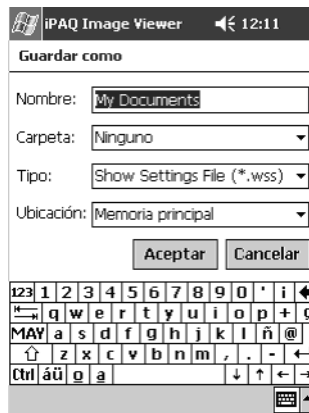 iPAQ Image Viewer 12:11
Guardar como
Nombre: My Documents
Carpeta: Ninguno
Tipo: Show Settings File (*.wss)
Ubicación: Memoria principal
Aceptar Cancelar
123 1 2 3 4 5 6 7 8 9 0 ' ¡
q w e r t y u i o p +
MAY a s d f g h j k l ñ @
z x c v b n m , . -
Ctrl áü o a